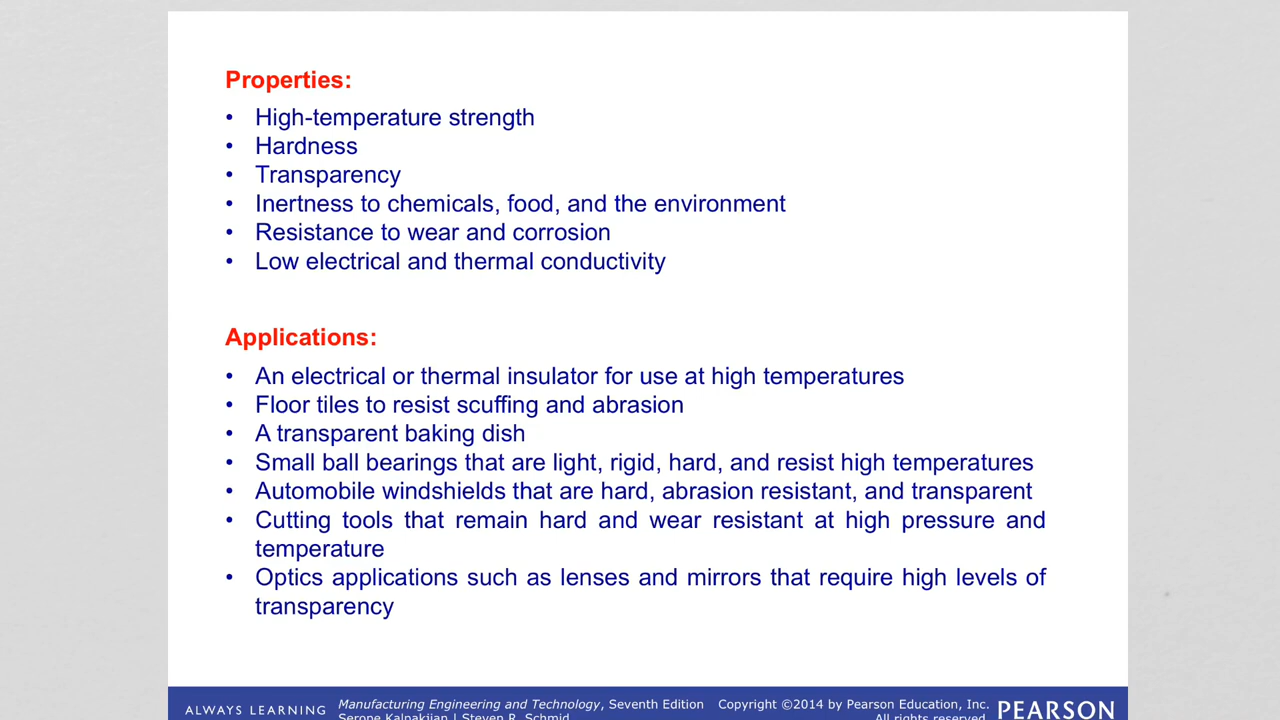 Properties:
• High-temperature strength
• Hardness
• Transparency
• Inertness to chemicals, food, and the environment
• Resistance to wear and corrosion
• Low electrical and thermal conductivity
Applications:
• An electrical or thermal insulator for use at high temperatures
• Floor tiles to resist scuffing and abrasion
• A transparent baking dish
• Small ball bearings that are light, rigid, hard, and resist high temperatures
• Automobile windshields that are hard, abrasion resistant, and transparent
• Cutting tools that remain hard and wear resistant at high pressure and
temperature
• Optics applications such as lenses and mirrors that require high levels of
transparency
ALWAYS LEARNING
Manufacturing Engineering and Technology, Seventh Edition
Serope Kalpakjian | Steven R. Schmid
Copyright ©2014 by Pearson Education, Inc.
All rights reserved.
PEARSON